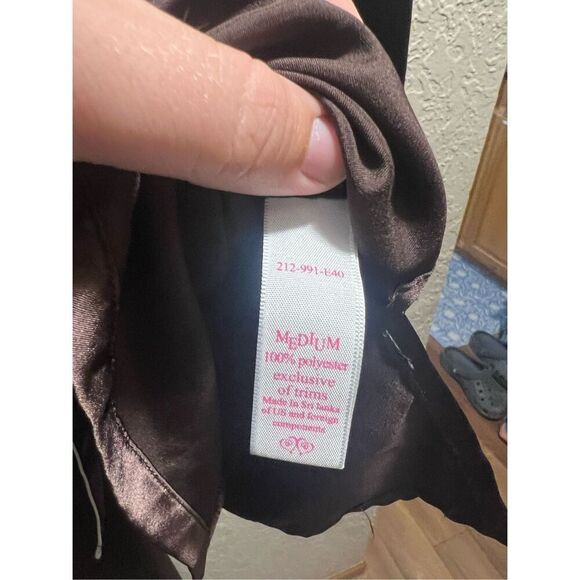 212-991-E40
MEDIUM
100% polyester
exclusive
of trims
Made in Sri lanka
of US and foreign
components